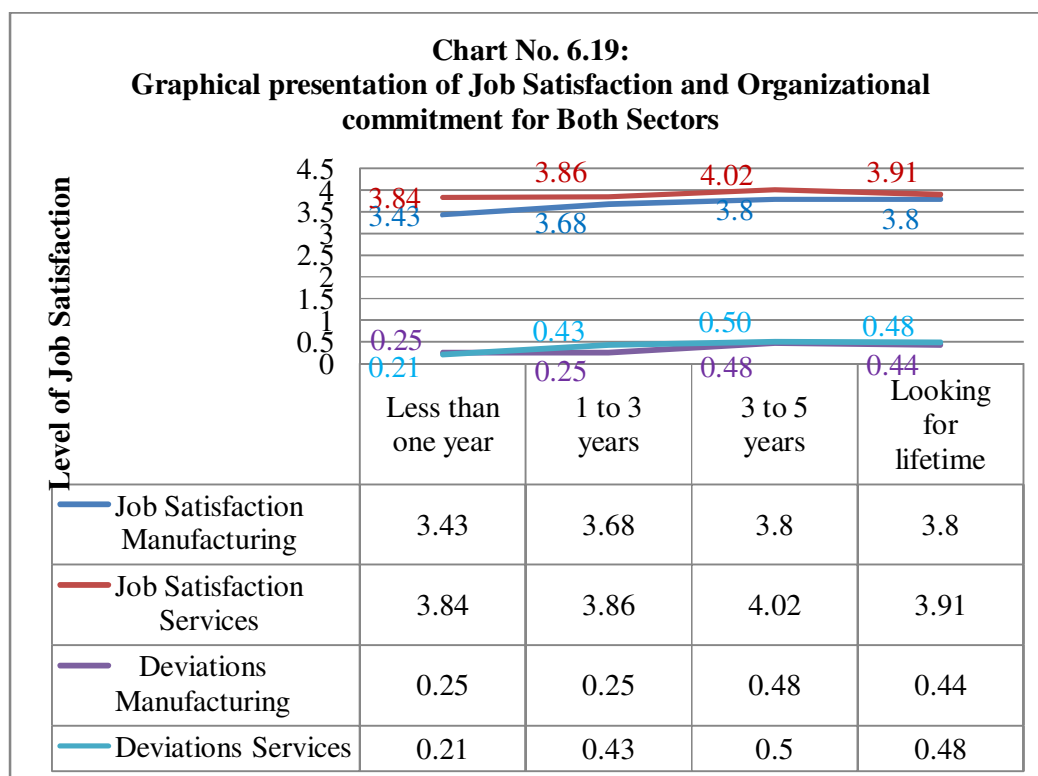 Chart No. 6.19:
Graphical presentation of Job Satisfaction and Organizational
commitment for Both Sectors
Level of Job Satisfaction
4.5
4
3.5
3
2.5
2
1.5
1
0.5
0
3.84 3.86 4.02 3.91
3.43 3.68 3.8 3.8
0.25 0.43 0.50 0.48
0.21 0.25 0.48 0.44
Less than
one year
1 to 3
years
3 to 5
years
Looking
for
lifetime
Job Satisfaction
Manufacturing
3.43 3.68 3.8 3.8
Job Satisfaction
Services
3.84 3.86 4.02 3.91
Deviations
Manufacturing
0.25 0.25 0.48 0.44
Deviations Services 0.21 0.43 0.5 0.48